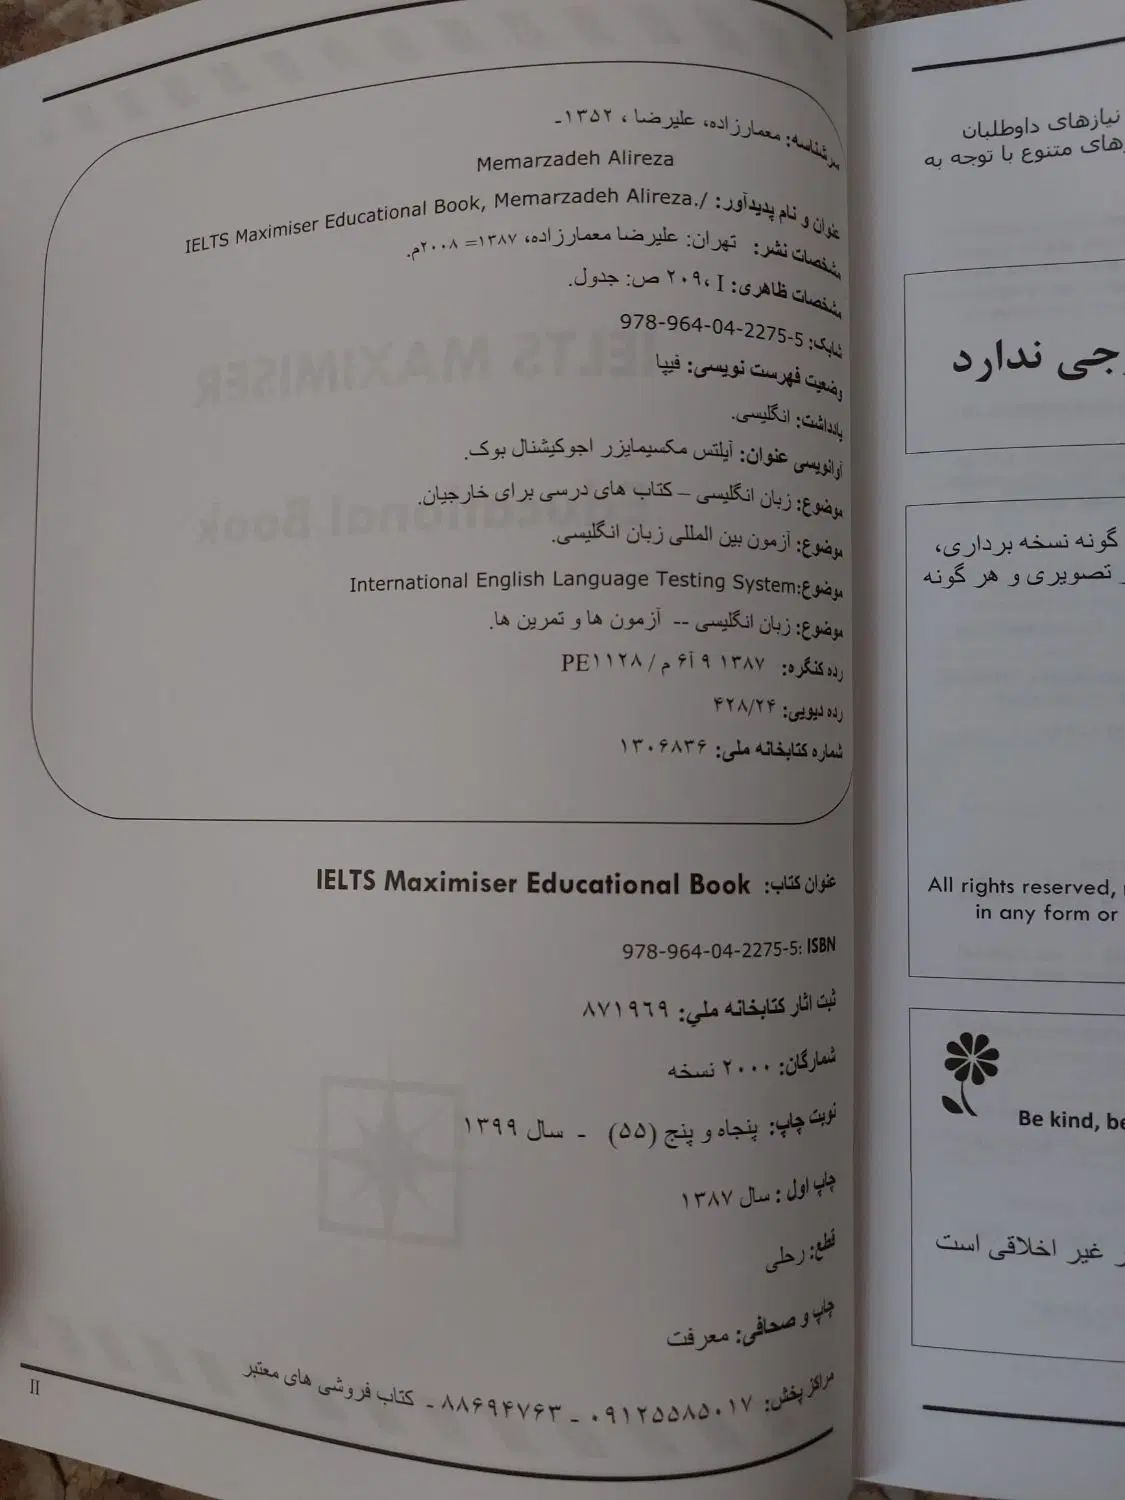 سرشناسه: معمارزاده، علیرضا ، ۱۳۵۲-
Memarzadeh Alireza
عنوان و نام پدیدآور: /.IELTS Maximiser Educational Book, Memarzadeh Alireza
مشخصات نشر: تهران: علیرضا معمارزاده، ۱۳۸۷= ۲۰۰۸م.
مشخصات ظاهری: I ،۲۰۹ ص: جدول.
شابک: 978-964-04-2275-5
وضعیت فهرست نویسی: فیپا
یادداشت: انگلیسی.
آوانویسی عنوان: آیلتس مکسیمایزر اجوکیشنال بوک.
موضوع: زبان انگلیسی – کتاب های درسی برای خارجیان.
موضوع: آزمون بین المللی زبان انگلیسی.
موضوع:International English Language Testing System
موضوع: زبان انگلیسی -- آزمون ها و تمرین ها.
رده کنگره: ۱۳۸۷ ۹ آ۶ م / PE۱۱۲۸
رده دیویی: ۴۲۸/۲۴
شماره کتابخانه ملی: ۱۳۰۶۸۳۶
عنوان کتاب: IELTS Maximiser Educational Book
978-964-04-2275-5: ISBN
ثبت اثار کتابخانه ملي: ۸۷۱۹۶۹
شمارگان: ۲۰۰۰ نسخه
نوبت چاپ: پنجاه و پنج (۵۵) - سال ۱۳۹۹
چاپ اول : سال ۱۳۸۷
قطع: رحلی
چاپ و صحافی: معرفت
مراکز پخش: ۰۹۱۲۵۵۸۵۰۱۷ - ۸۸۶۹۴۷۶۳ - کتاب فروشی های معتبر
II
نیازهای داوطلبان
های متنوع با توجه به
جی ندارد
گونه نسخه برداری،
تصویری و هر گونه
All rights reserved,
in any form or
Be kind, be
غیر اخلاقی است